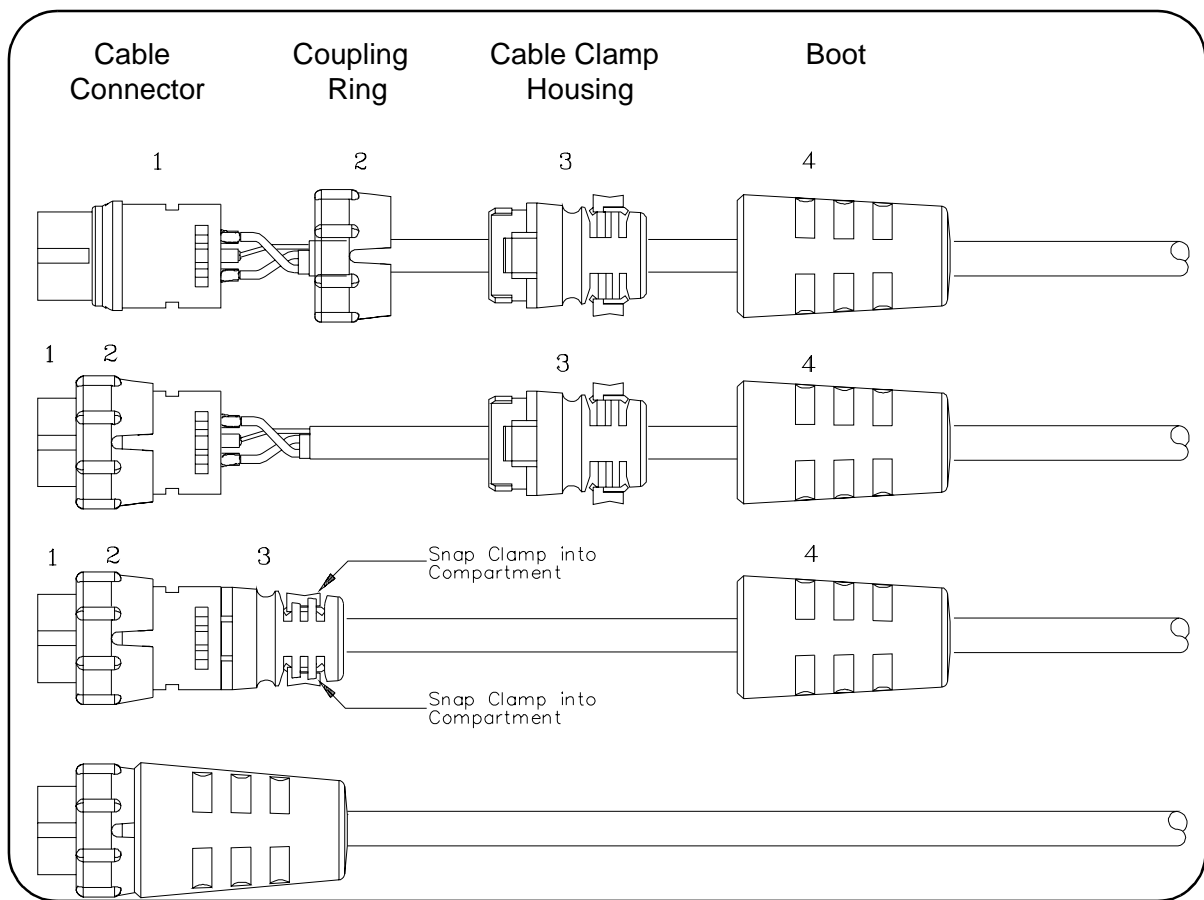 Cable
Connector
Coupling
Ring
Cable Clamp
Housing
Boot
1
2
3
4
1
2
3
4
1
2
3
4
Snap Clamp into
Compartment
Snap Clamp into
Compartment